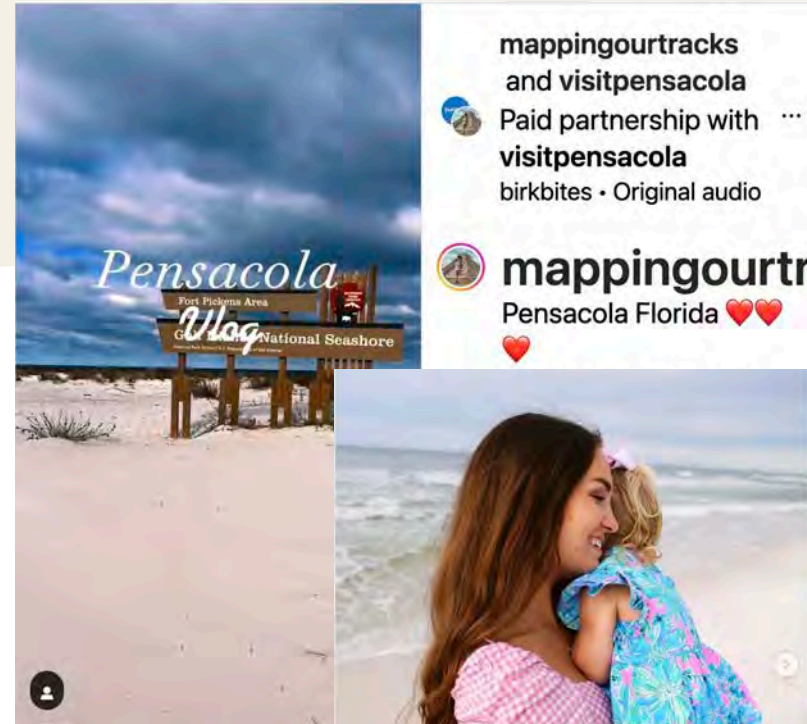 Pensacola
Fort Pickens Area
Vlog
National Seashore
mappingourtracks
and visitpensacola
Paid partnership with ...
visitpensacola
birkbites • Original audio
mappingourtr
Pensacola Florida ❤️❤️
❤️